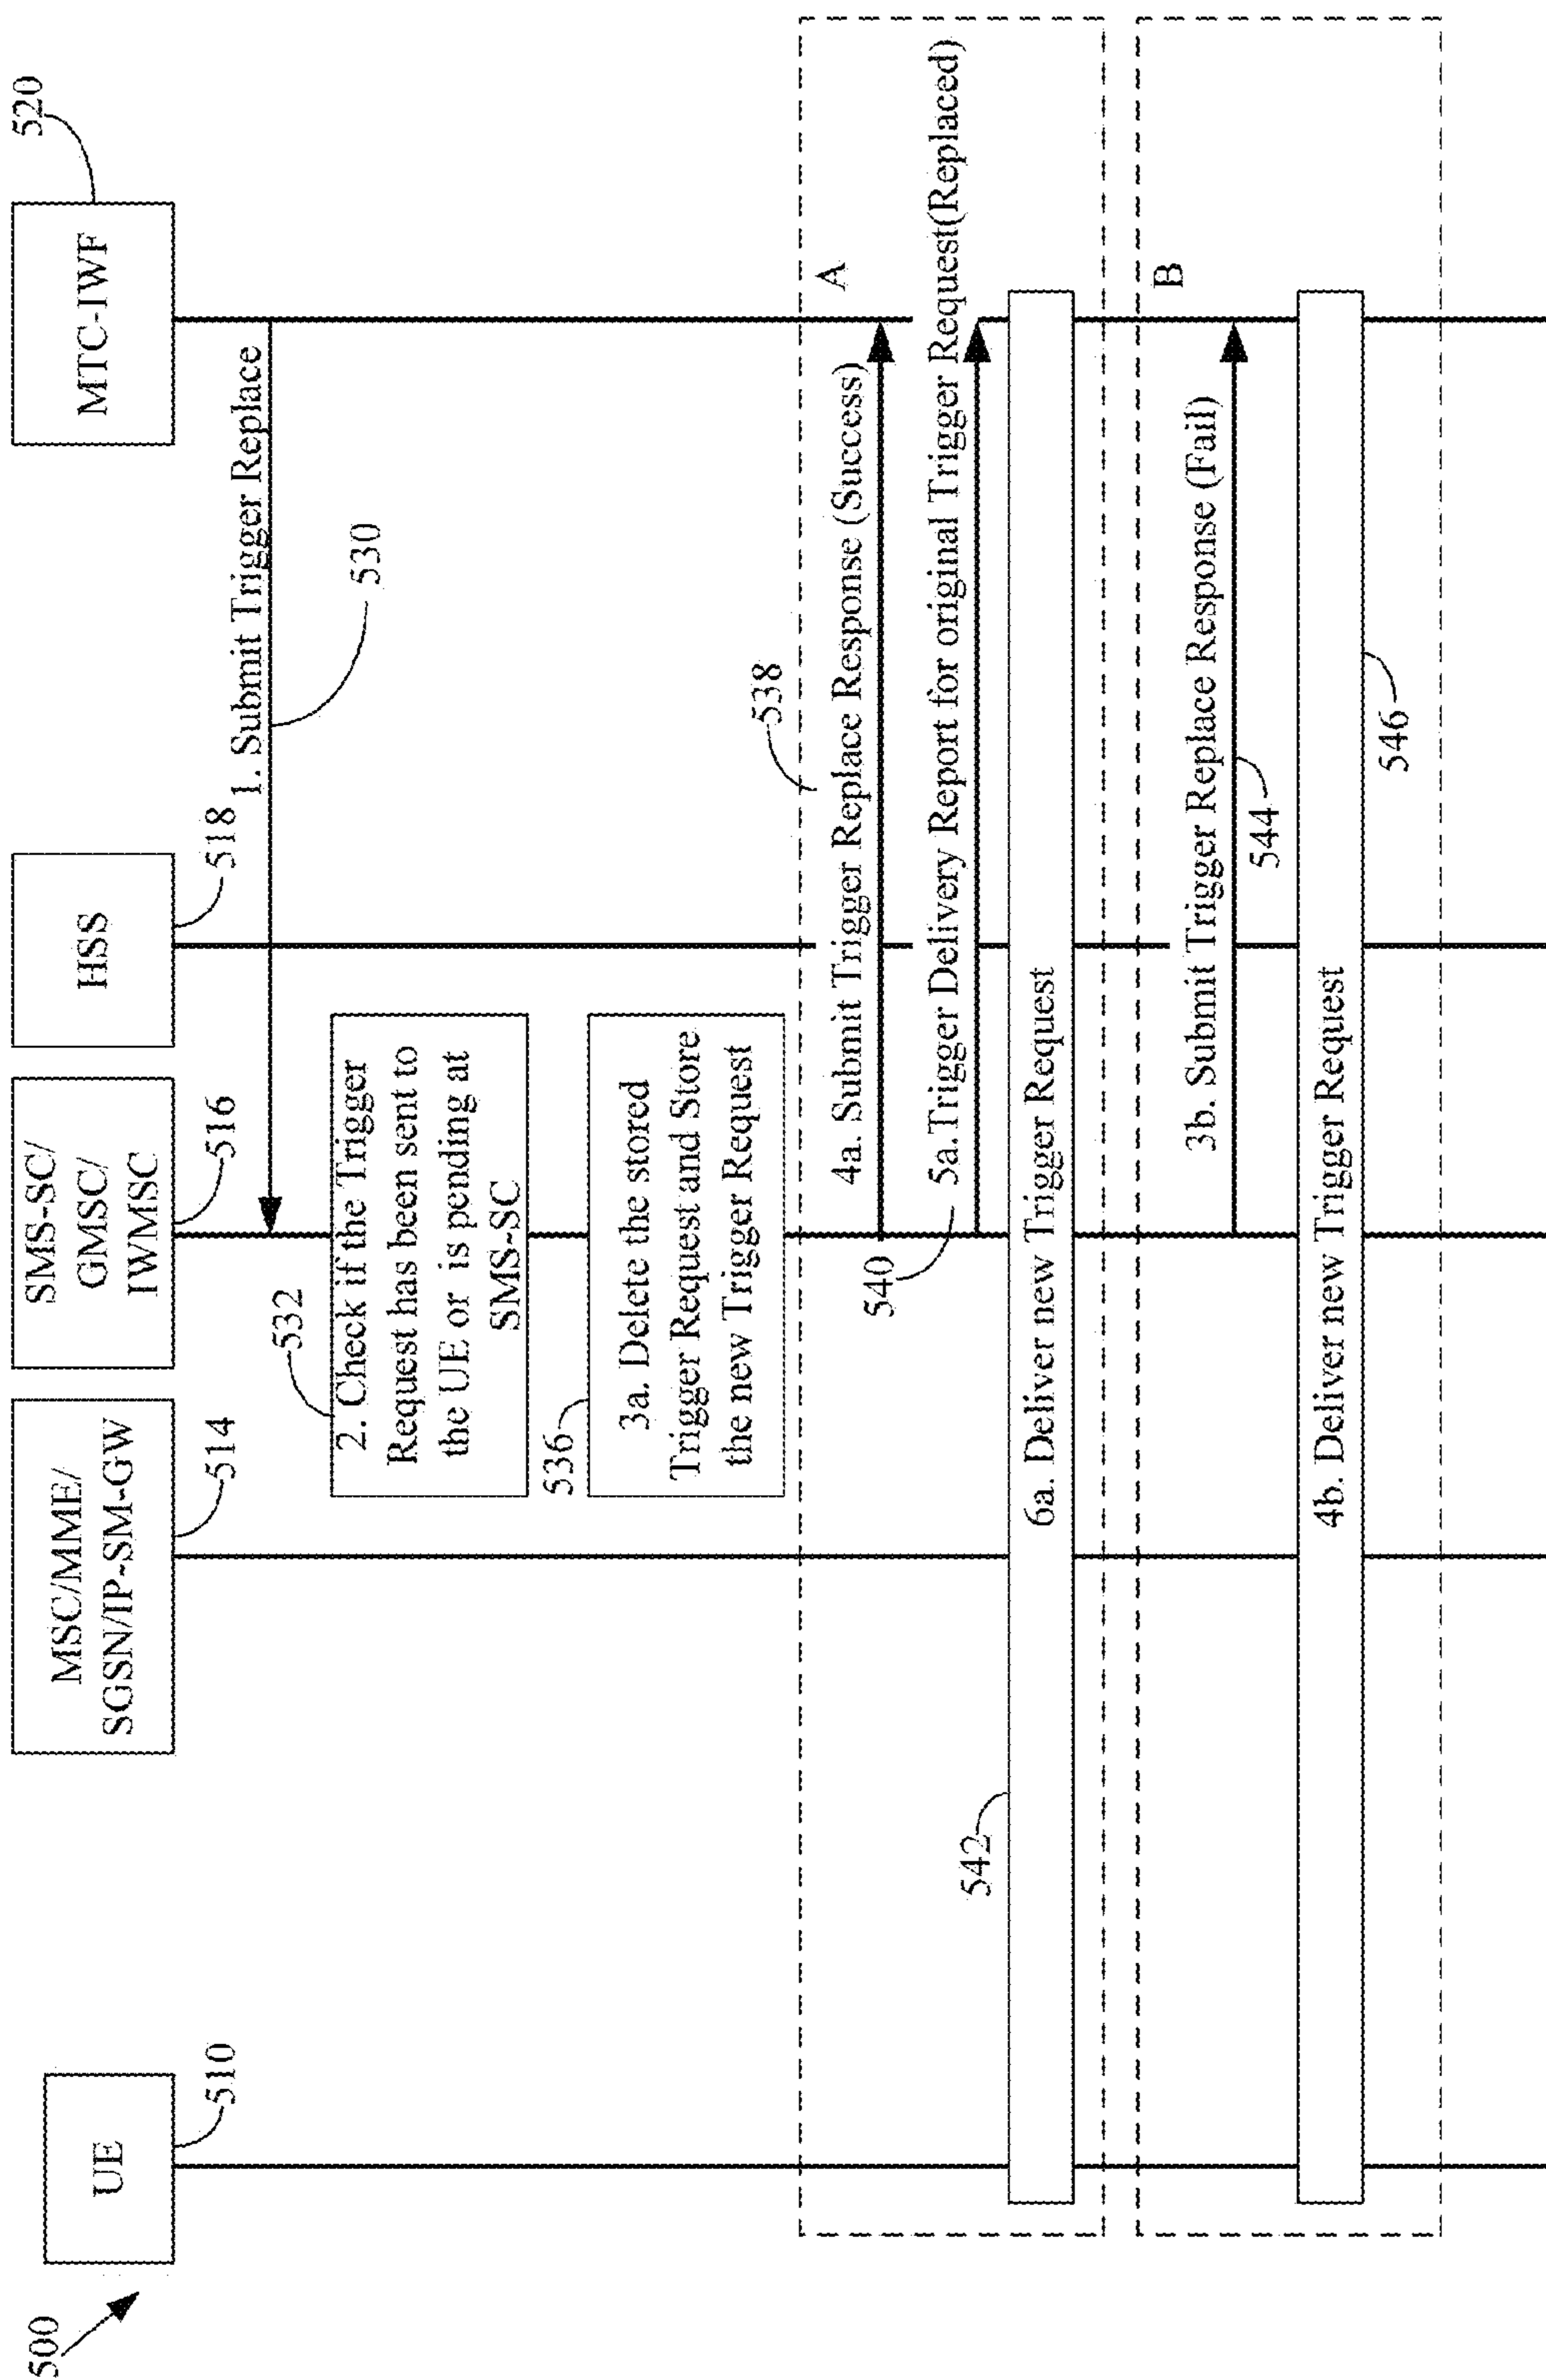 500
UE
510
MSC/MME/
SGSN/IP-SM-GW
514
SMS-SC/
GMSC/
IWMSC
516
HSS
518
MTC-IWF
520
1. Submit Trigger Replace
530
532
2. Check if the Trigger
Request has been sent to
the UE or is pending at
SMS-SC
536
3a. Delete the stored
Trigger Request and Store
the new Trigger Request
538
A
4a. Submit Trigger Replace Response (Success)
540
5a.Trigger Delivery Report for original Trigger Request(Replaced)
542
6a. Deliver new Trigger Request
B
3b. Submit Trigger Replace Response (Fail)
544
4b. Deliver new Trigger Request
546